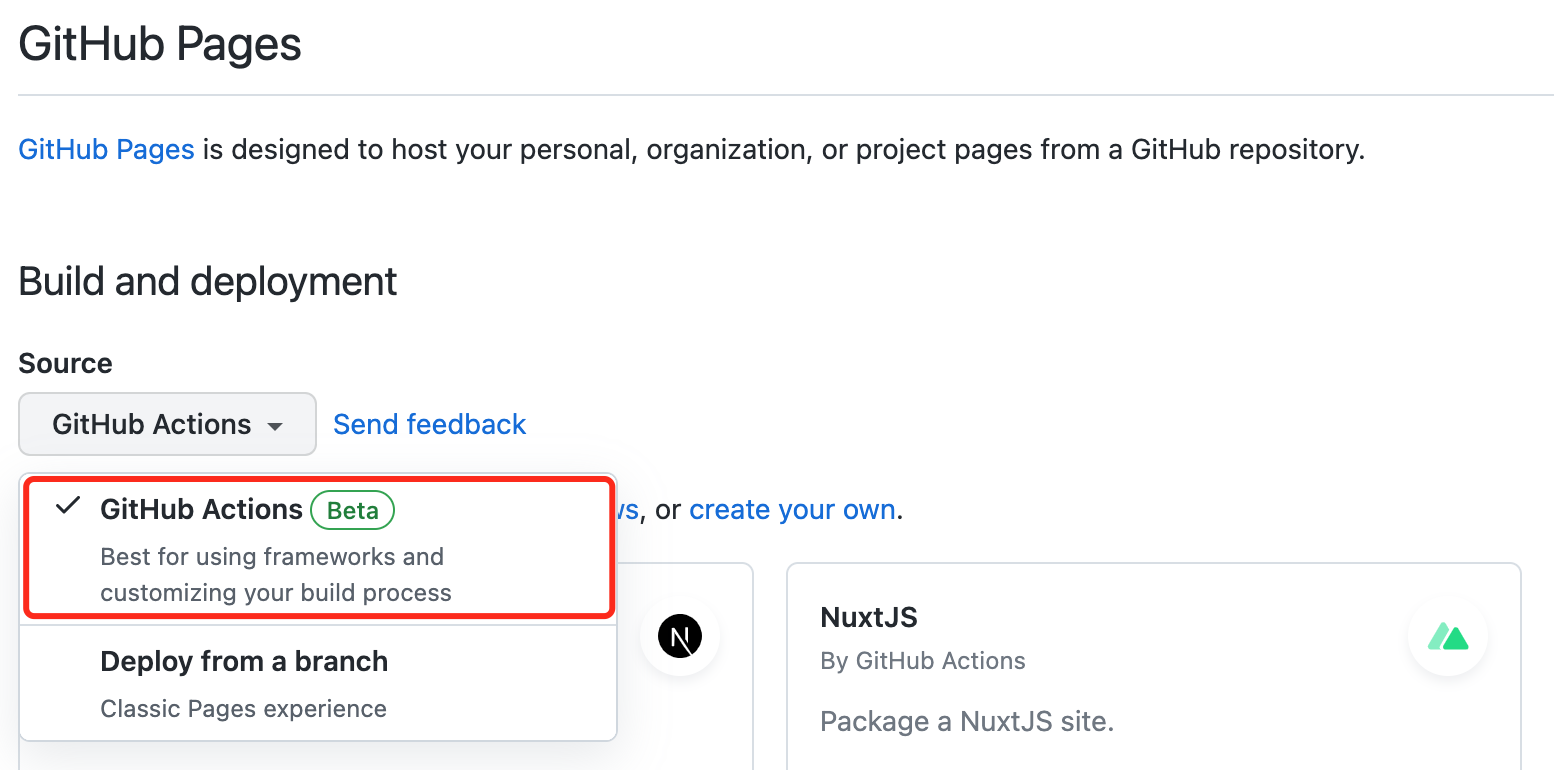 GitHub Pages
GitHub Pages is designed to host your personal, organization, or project pages from a GitHub repository.
Build and deployment
Source
GitHub Actions
Send feedback
GitHub Actions Beta
, or create your own.
Best for using frameworks and
customizing your build process
Deploy from a branch
Classic Pages experience
N
NuxtJS
By GitHub Actions
Package a NuxtJS site.